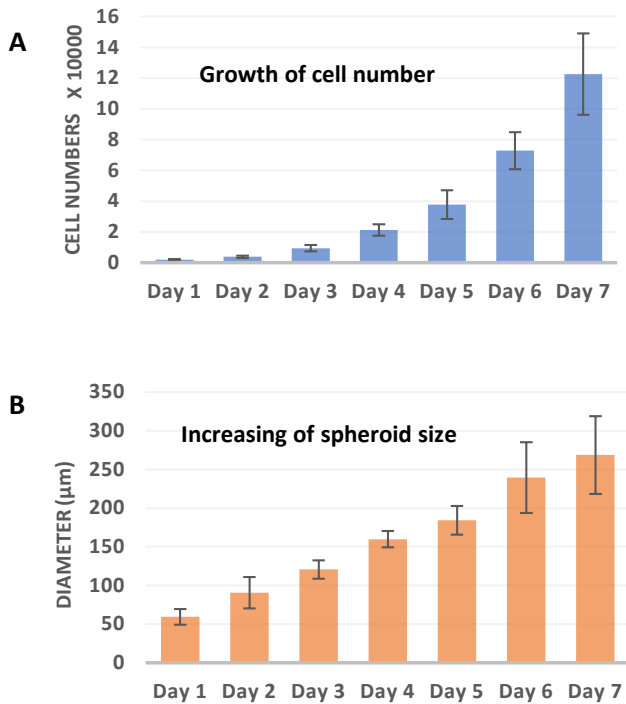 A
Growth of cell number
CELL NUMBERS X 10000
16
14
12
10
8
6
4
2
0
Day 1 Day 2 Day 3 Day 4 Day 5 Day 6 Day 7
B
Increasing of spheroid size
DIAMETER (µm)
350
300
250
200
150
100
50
0
Day 1 Day 2 Day 3 Day 4 Day 5 Day 6 Day 7